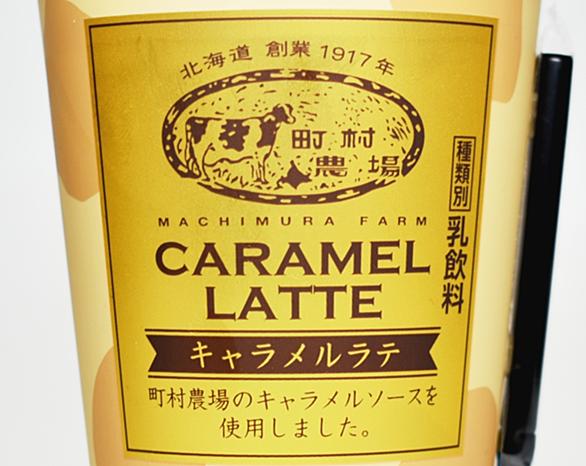 北海道 創業1917年
町村
農場
MACHIMURA FARM
CARAMEL
LATTE
キャラメルラテ
町村農場のキャラメルソースを
使用しました。
種類別
乳飲料